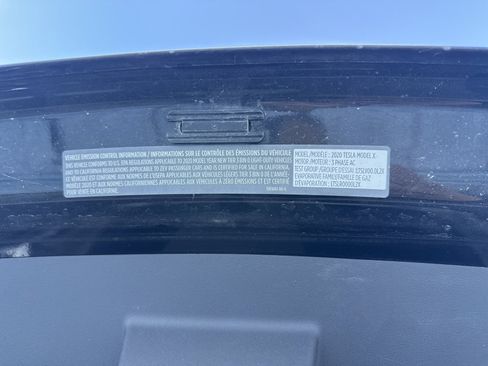 VEHICLE EMISSION CONTROL INFORMATION / INFORMATIONS SUR LE CONTRÔLE DES ÉMISSIONS DU VÉHICULE
THIS VEHICLE CONFORMS TO U.S. EPA REGULATIONS APPLICABLE TO 2020 MODEL YEAR NEW TIER 3 BIN 0 LIGHT-DUTY VEHICLES
AND CALIFORNIA REGULATIONS APPLICABLE TO ZEV PASSENGER CARS AND IS CERTIFIED FOR SALE IN CALIFORNIA.
CE VÉHICULE EST CONFORME AUX NORMES DE L'USEPA APPLICABLES AUX VÉHICULES LÉGERS TIER 3 BIN 0 DE L'ANNÉE-
MODÈLE 2020 ET AUX NORMES CALIFORNIENNES APPLICABLES AUX VÉHICULES À ZÉRO ÉMISSIONS ET EST CERTIFIÉ
POUR VENTE EN CALIFORNIE.
MODEL/MODÈLE : 2020 TESLA MODEL X
MOTOR/MOTEUR : 3 PHASE AC
TEST GROUP/GROUPE D'ESSAI: LTSLV00.0L2X
EVAPORATIVE FAMILY/FAMILLE DE GAZ
D'ÉVAPORATION : LTSLR0000L2X